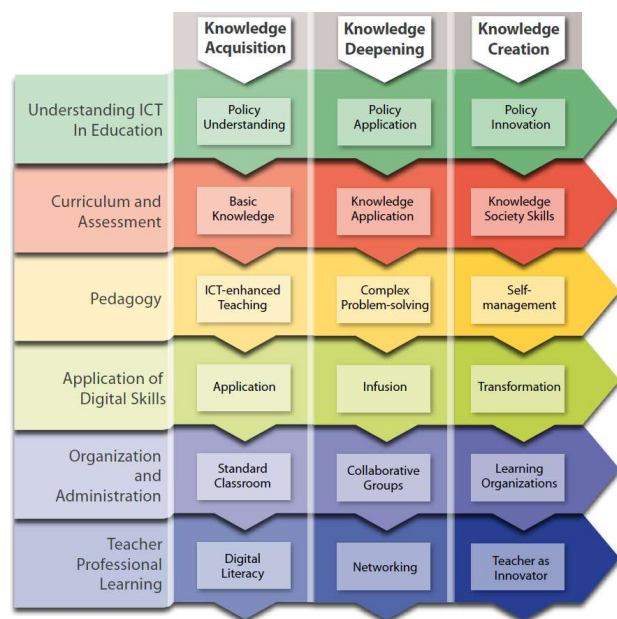 Knowledge
Acquisition
Knowledge
Deepening
Knowledge
Creation
Understanding ICT
In Education
Policy
Understanding
Policy
Application
Policy
Innovation
Curriculum and
Assessment
Basic
Knowledge
Knowledge
Application
Knowledge
Society Skills
Pedagogy
ICT-enhanced
Teaching
Complex
Problem-solving
Self-
management
Application of
Digital Skills
Application
Infusion
Transformation
Organization
and
Administration
Standard
Classroom
Collaborative
Groups
Learning
Organizations
Teacher
Professional
Learning
Digital
Literacy
Networking
Teacher as
Innovator